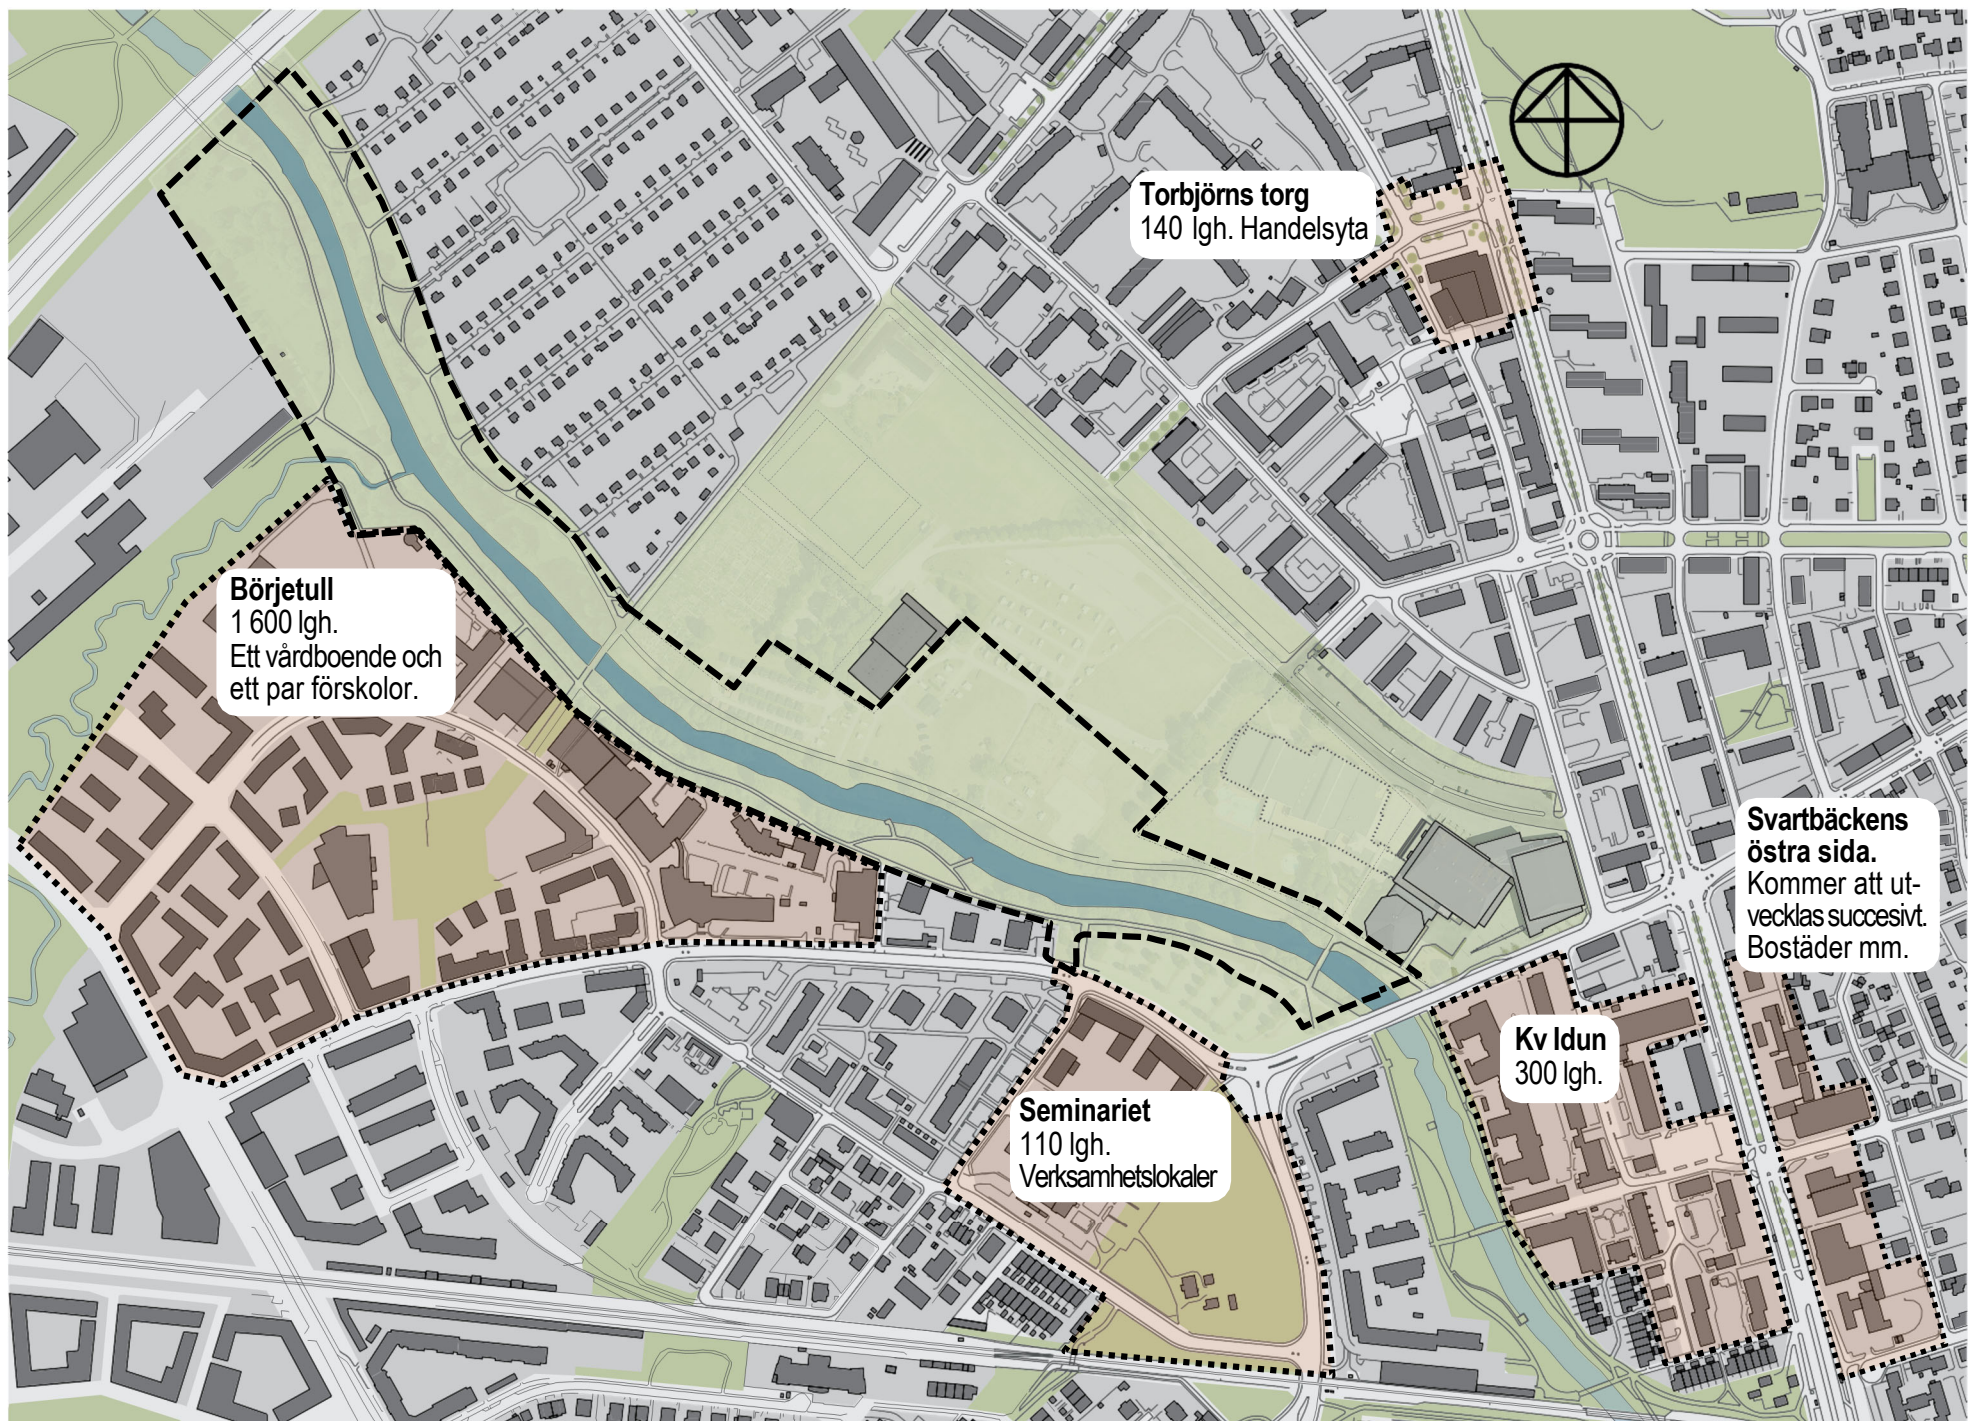 Torbjörns torg
140 lgh. Handelsyta
Börjetull
1 600 lgh.
Ett vårdboende och
ett par förskolor.
Svartbäckens
östra sida.
Kommer att ut-
vecklas succesivt.
Bostäder mm.
Kv Idun
300 lgh.
Seminariet
110 lgh.
Verksamhetslokaler